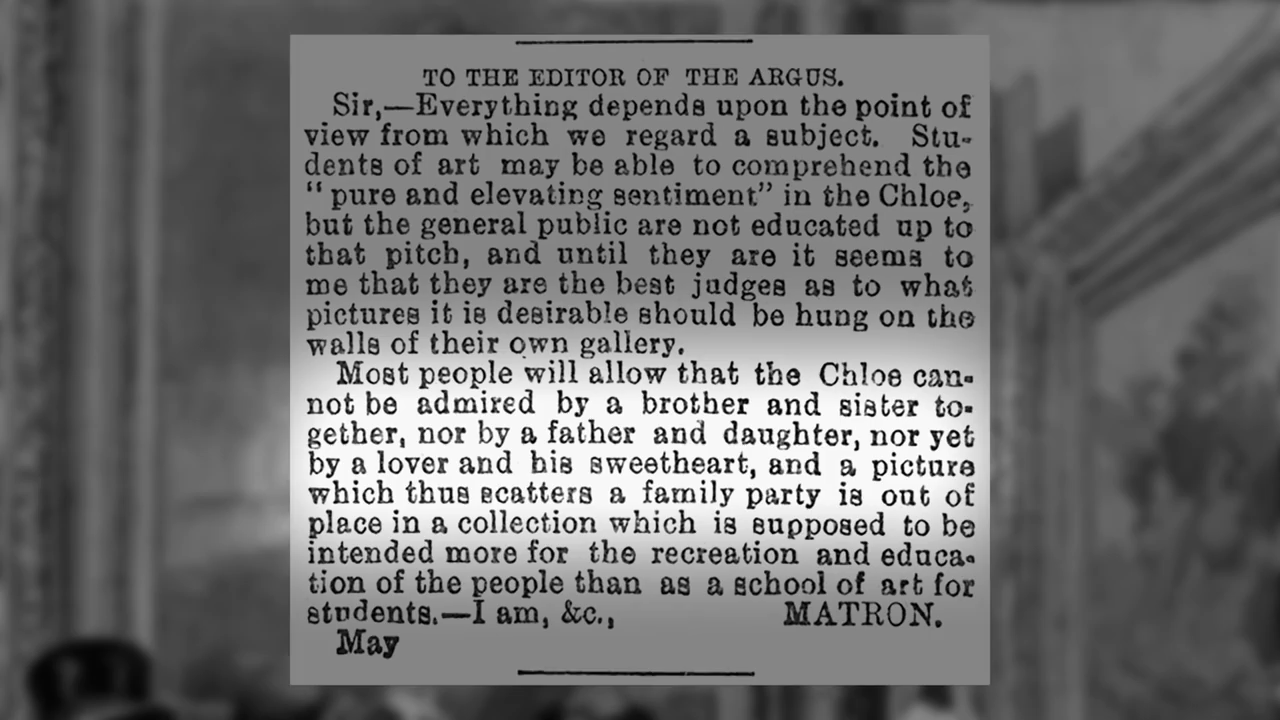 TO THE EDITOR OF THE ARGUS.
Sir,—Everything depends upon the point of
view from which we regard a subject. Stu-
dents of art may be able to comprehend the
“pure and elevating sentiment” in the Chloe,
but the general public are not educated up to
that pitch, and until they are it seems to
me that they are the best judges as to what
pictures it is desirable should be hung on the
walls of their own gallery.
Most people will allow that the Chloe can-
not be admired by a brother and sister to-
gether, nor by a father and daughter, nor yet
by a lover and his sweetheart, and a picture
which thus scatters a family party is out of
place in a collection which is supposed to be
intended more for the recreation and educa-
tion of the people than as a school of art for
students.—I am, &c., MATRON.
May